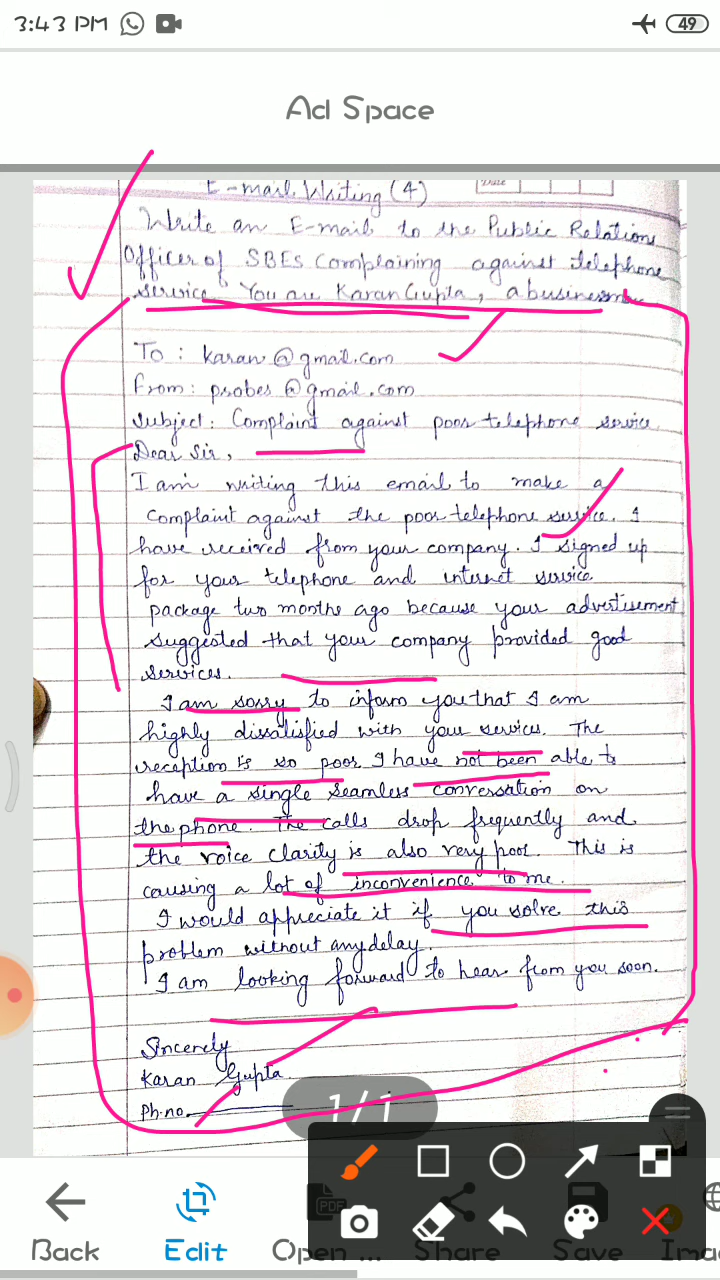 3:43 PM
49
Ad Space
E-mail Writing (4)
Date
Write an E-mail to the Public Relations
Officer of SBES Complaining against telephone
service You are Karan Gupta, a businessman
To : karan@gmail.com
From: probes@gmail.com
Subject: Complaint against poor telephone service
Dear Sir,
I am writing this email to make a
complaint against the poor telephone service. I
have received from your company. I signed up
for your telephone and internet service
package two months ago because your advertisement
suggested that your company provided good
services.
I am sorry to inform you that I am
highly dissatisfied with your service. The
reception is so poor I have not been able to
have a single seamless conversation on
the phone. The calls drop frequently and
the voice clarity is also very poor. This is
causing a lot of inconvenience to me.
I would appreciate it if you solve this
problem without any delay.
I am looking forward to hear from you soon.
Sincerely
Karan Gupta
Ph.no.
1/1
PDF
Back
Edit
Open ...
Share
Save
Ima